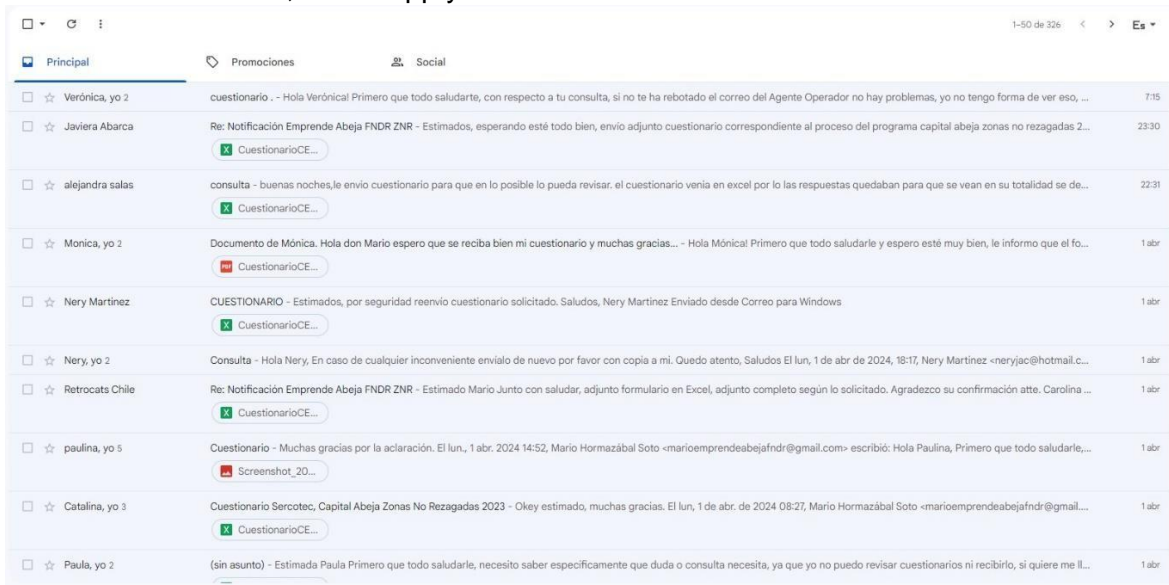 1–50 de 326
Es
Principal
Promociones
Social
Verónica, yo 2 cuestionario . - Hola Verónica! Primero que todo saludarte, con respecto a tu consulta, si no te ha rebotado el correo del Agente Operador no hay problemas, yo no tengo forma de ver eso, ... 7:15
Javiera Abarca Re: Notificación Emprende Abeja FNDR ZNR - Estimados, esperando esté todo bien, envio adjunto cuestionario correspondiente al proceso del programa capital abeja zonas no rezagadas 2... 23:30
CuestionarioCE...
alejandra salas consulta - buenas noches,le envio cuestionario para que en lo posible lo pueda revisar. el cuestionario venia en excel por lo las respuestas quedaban para que se vean en su totalidad se de... 22:31
CuestionarioCE...
Monica, yo 2 Documento de Mónica. Hola don Mario espero que se reciba bien mi cuestionario y muchas gracias... - Hola Mónica! Primero que todo saludarle y espero esté muy bien, le informo que el fo... 1 abr
PDF CuestionarioCE...
Nery Martinez CUESTIONARIO - Estimados, por seguridad reenvío cuestionario solicitado. Saludos, Nery Martinez Enviado desde Correo para Windows 1 abr
CuestionarioCE...
Nery, yo 2 Consulta - Hola Nery, En caso de cualquier inconveniente envíalo de nuevo por favor con copia a mi. Quedo atento, Saludos El lun, 1 de abr de 2024, 18:17, Nery Martinez <neryjac@hotmail.c... 1 abr
Retrocats Chile Re: Notificación Emprende Abeja FNDR ZNR - Estimado Mario Junto con saludar, adjunto formulario en Excel, adjunto completo según lo solicitado. Agradezco su confirmación atte. Carolina ... 1 abr
CuestionarioCE...
paulina, yo 5 Cuestionario - Muchas gracias por la aclaración. El lun., 1 abr. 2024 14:52, Mario Hormazábal Soto <marioemprendeabejafndr@gmail.com> escribió: Hola Paulina, Primero que todo saludarle,... 1 abr
Screenshot_20...
Catalina, yo 3 Cuestionario Sercotec, Capital Abeja Zonas No Rezagadas 2023 - Okey estimado, muchas gracias. El lun, 1 de abr. de 2024 08:27, Mario Hormazábal Soto <marioemprendeabejafndr@gmail.... 1 abr
CuestionarioCE...
Paula, yo 2 (sin asunto) - Estimada Paula Primero que todo saludarle, necesito saber especificamente que duda o consulta necesita, ya que yo no puedo revisar cuestionarios ni recibirlo, si quiere me ll... 1 abr